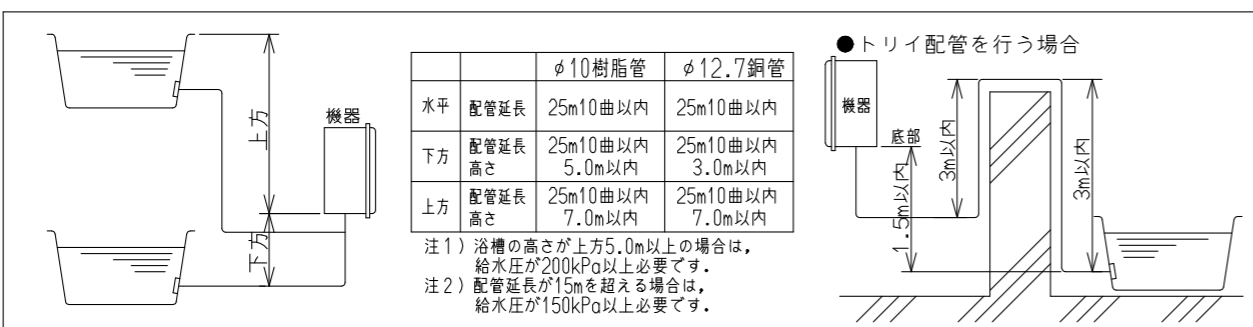 上方
下方
機器
φ10樹脂管 φ12.7銅管
水平 配管延長 25m10曲以内 25m10曲以内
下方 配管延長 25m10曲以内 25m10曲以内
高さ 5.0m以内 3.0m以内
上方 配管延長 25m10曲以内 25m10曲以内
高さ 7.0m以内 7.0m以内
注1)浴槽の高さが上方5.0m以上の場合は,
給水圧が200kPa以上必要です.
注2)配管延長が15mを超える場合は,
給水圧が150kPa以上必要です.
●トリイ配管を行う場合
機器
底部
1.5m以内
3m以内
3m以内